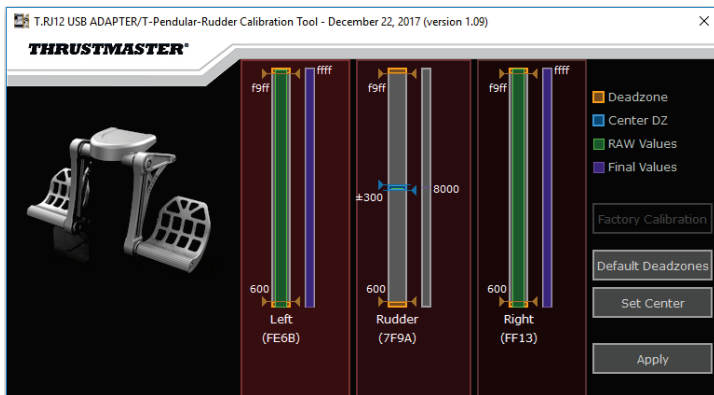 T.RJ12 USB ADAPTER/T-Pendular-Rudder Calibration Tool - December 22, 2017 (version 1.09)
THRUSTMASTER®
ffff
f9ff
600
Left
(FE6B)
f9ff
±300
8000
600
Rudder
(7F9A)
ffff
f9ff
600
Right
(FF13)
Deadzone
Center DZ
RAW Values
Final Values
Factory Calibration
Default Deadzones
Set Center
Apply